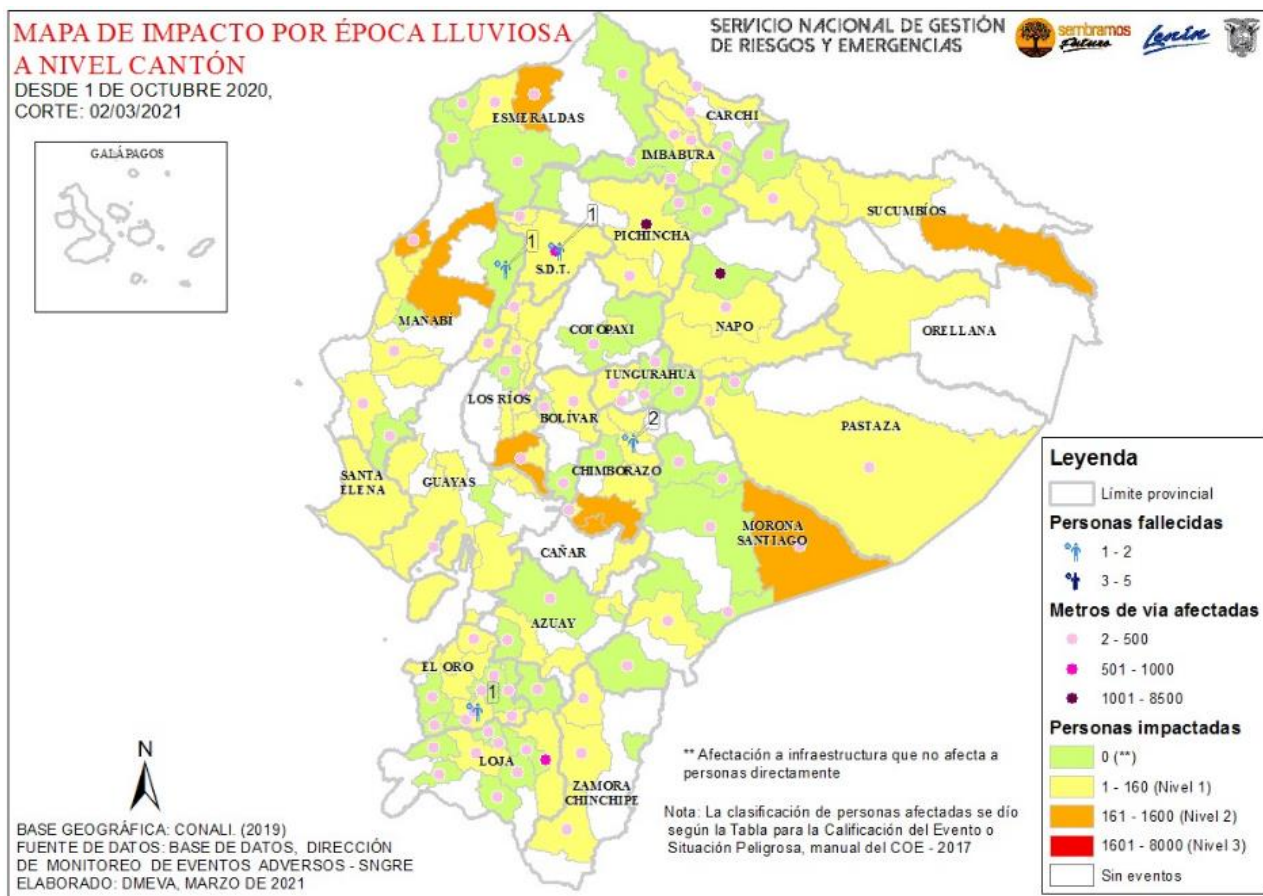 MAPA DE IMPACTO POR ÉPOCA LLUVIOSA
A NIVEL CANTÓN
DESDE 1 DE OCTUBRE 2020,
CORTE: 02/03/2021
SERVICIO NACIONAL DE GESTIÓN
DE RIESGOS Y EMERGENCIAS
sembramos
Futuro
Lenín
GALÁPAGOS
ESMERALDAS
CARCHI
IMBABURA
SUCUMBÍOS
1
PICHINCHA
1
S.D.T.
MANABÍ
COTOPAXI
NAPO
ORELLANA
TUNGURAHUA
LOS RÍOS
BOLÍVAR
2
PASTAZA
CHIMBORAZO
SANTA
ELENA
GUAYAS
MORONA
SANTIAGO
CAÑAR
AZUAY
EL ORO
1
LOJA
ZAMORA
CHINCHIPE
Leyenda
Límite provincial
Personas fallecidas
1 - 2
3 - 5
Metros de vía afectadas
2 - 500
501 - 1000
1001 - 8500
Personas impactadas
0 (**)
1 - 160 (Nivel 1)
161 - 1600 (Nivel 2)
1601 - 8000 (Nivel 3)
Sin eventos
** Afectación a infraestructura que no afecta a
personas directamente
Nota: La clasificación de personas afectadas se dío
según la Tabla para la Calificación del Evento o
Situación Peligrosa, manual del COE - 2017
N
BASE GEOGRÁFICA: CONALI. (2019)
FUENTE DE DATOS: BASE DE DATOS, DIRECCIÓN
DE MONITOREO DE EVENTOS ADVERSOS - SNGRE
ELABORADO: DMEVA, MARZO DE 2021